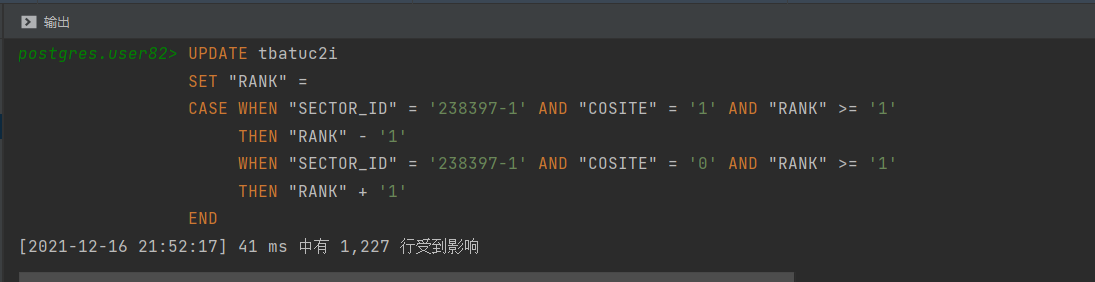 输出
postgres.user82> UPDATE tbatuc2i
SET "RANK" =
CASE WHEN "SECTOR_ID" = '238397-1' AND "COSITE" = '1' AND "RANK" >= '1'
THEN "RANK" - '1'
WHEN "SECTOR_ID" = '238397-1' AND "COSITE" = '0' AND "RANK" >= '1'
THEN "RANK" + '1'
END
[2021-12-16 21:52:17] 41 ms 中有 1,227 行受到影响